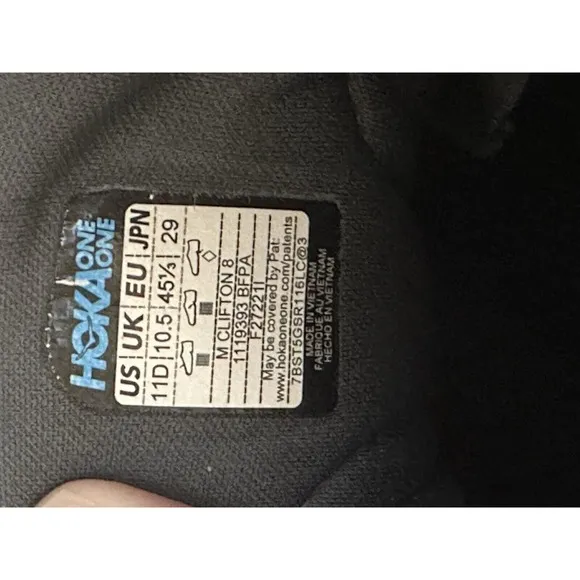 HOKA ONE ONE
US UK EU JPN
11D 10.5 45⅓ 29
M CLIFTON 8
1119393 BFPA
F27221I
May be covered by Pat:
www.hokaoneone.com/patents
7BST5GSR116LC@3
MADE IN VIETNAM
FABRIQUE AU VIETNAM
HECHO EN VIETNAM